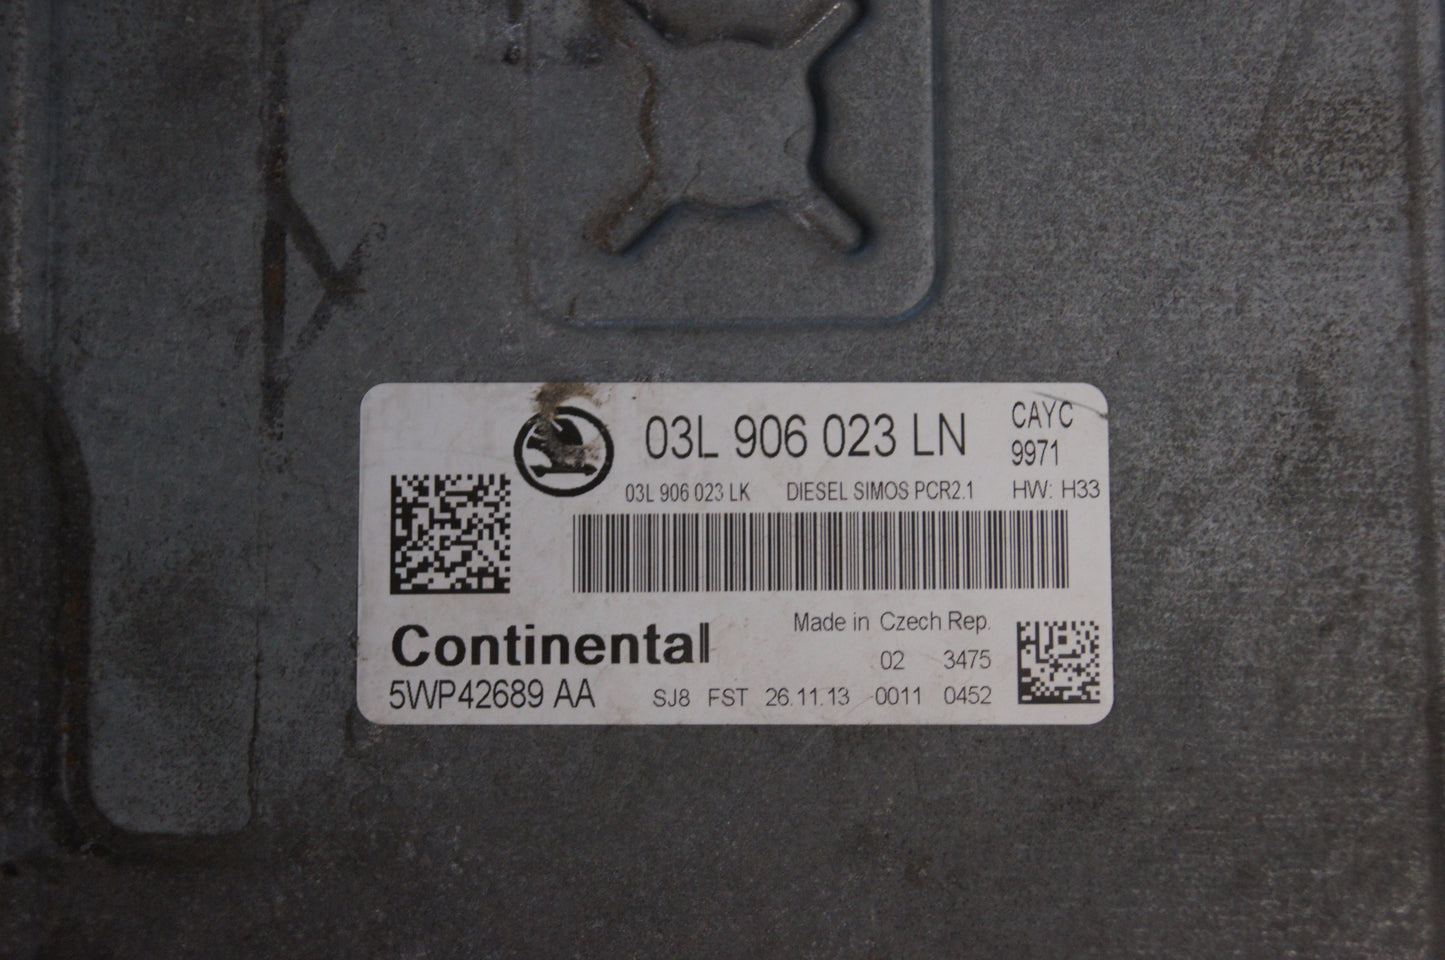 03L 906 023 LN CAYC
9971
03L 906 023 LK DIESEL SIMOS PCR2.1 HW: H33
Made in Czech Rep.
Continental
02 3475
5WP42689 AA SJ8 FST 26.11.13 0011 0452